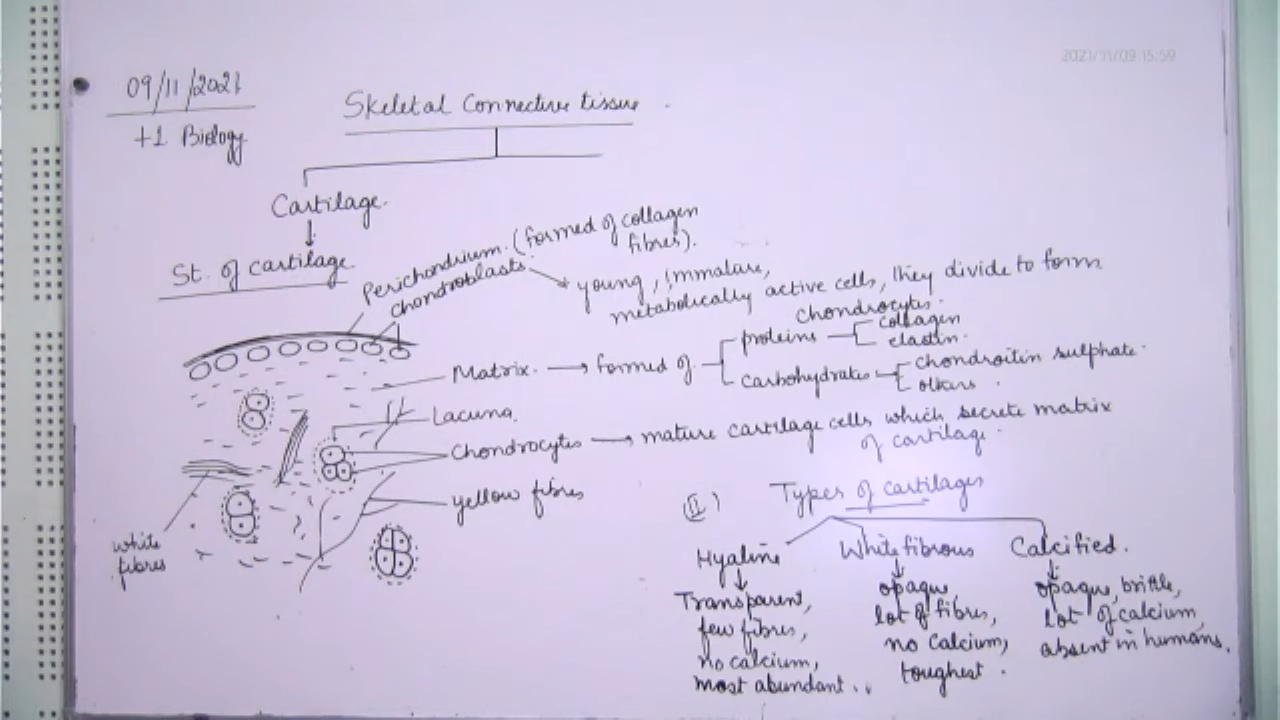 2021/11/09 15:59
09/11/2021
+1 Biology
Skeletal Connective tissue
Cartilage
St. of cartilage
Perichondrium. (formed of collagen
fibres).
chondroblasts
young, immature,
metabolically active cells, they divide to form
chondrocytes.
Matrix → formed of
proteins
collagen
elastin
Carbohydrates
chondroitin sulphate
others
Lacuna
Chondrocytes → mature cartilage cells which secrete matrix
of cartilage
yellow fibres
white
fibres
(II) Types of cartilages
Hyaline
Transparent,
few fibres,
no calcium,
most abundant..
White fibrous
opaque
lot of fibres,
no Calcium,
toughest.
Calcified.
opaque, brittle,
lot of calcium
absent in humans.